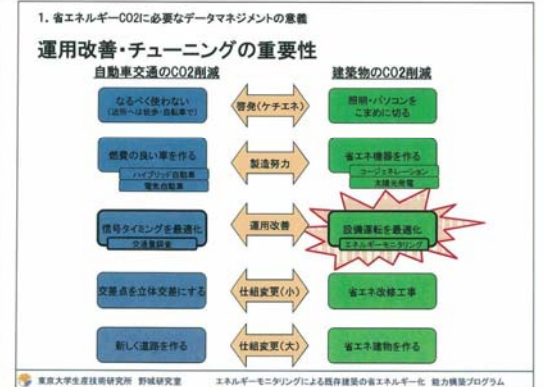 1. 省エネルギーCO2に必要なデータマネジメントの意義
運用改善・チューニングの重要性
自動車交通のCO2削減
建築物のCO2削減
なるべく使わない
(近所へは徒歩・自転車で)
啓発(ケチエネ)
照明・パソコンを
こまめに切る
燃費の良い車を作る
ハイブリッド自動車
電気自動車
製造努力
省エネ機器を作る
コージェネレーション
太陽光発電
信号タイミングを最適化
交通量調査
運用改善
設備運転を最適化
エネルギーモニタリング
交差点を立体交差にする
仕組変更(小)
省エネ改修工事
新しく道路を作る
仕組変更(大)
省エネ建物を作る
東京大学生産技術研究所 野城研究室
エネルギーモニタリングによる既存建築の省エネルギー化 能力構築プログラム